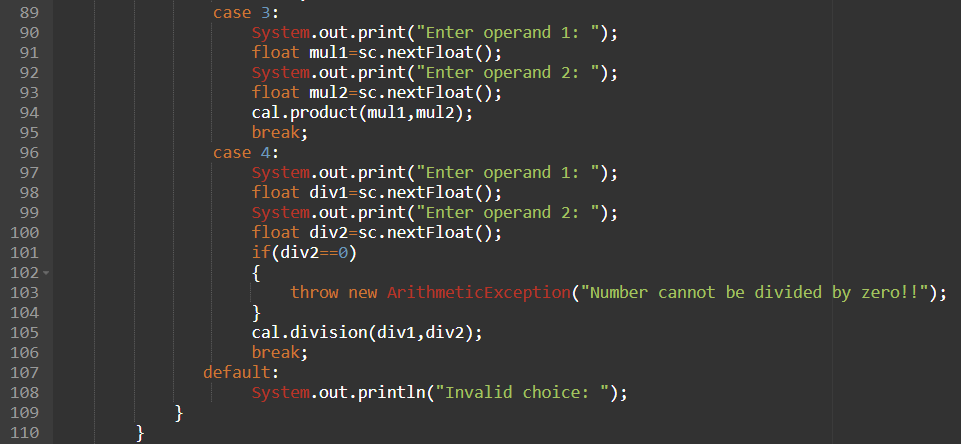 89 case 3:
90 System.out.print("Enter operand 1: ");
91 float mul1=sc.nextFloat();
92 System.out.print("Enter operand 2: ");
93 float mul2=sc.nextFloat();
94 cal.product(mul1,mul2);
95 break;
96 case 4:
97 System.out.print("Enter operand 1: ");
98 float div1=sc.nextFloat();
99 System.out.print("Enter operand 2: ");
100 float div2=sc.nextFloat();
101 if(div2==0)
102 {
103 throw new ArithmeticException("Number cannot be divided by zero!!");
104 }
105 cal.division(div1,div2);
106 break;
107 default:
108 System.out.println("Invalid choice: ");
109 }
110 }